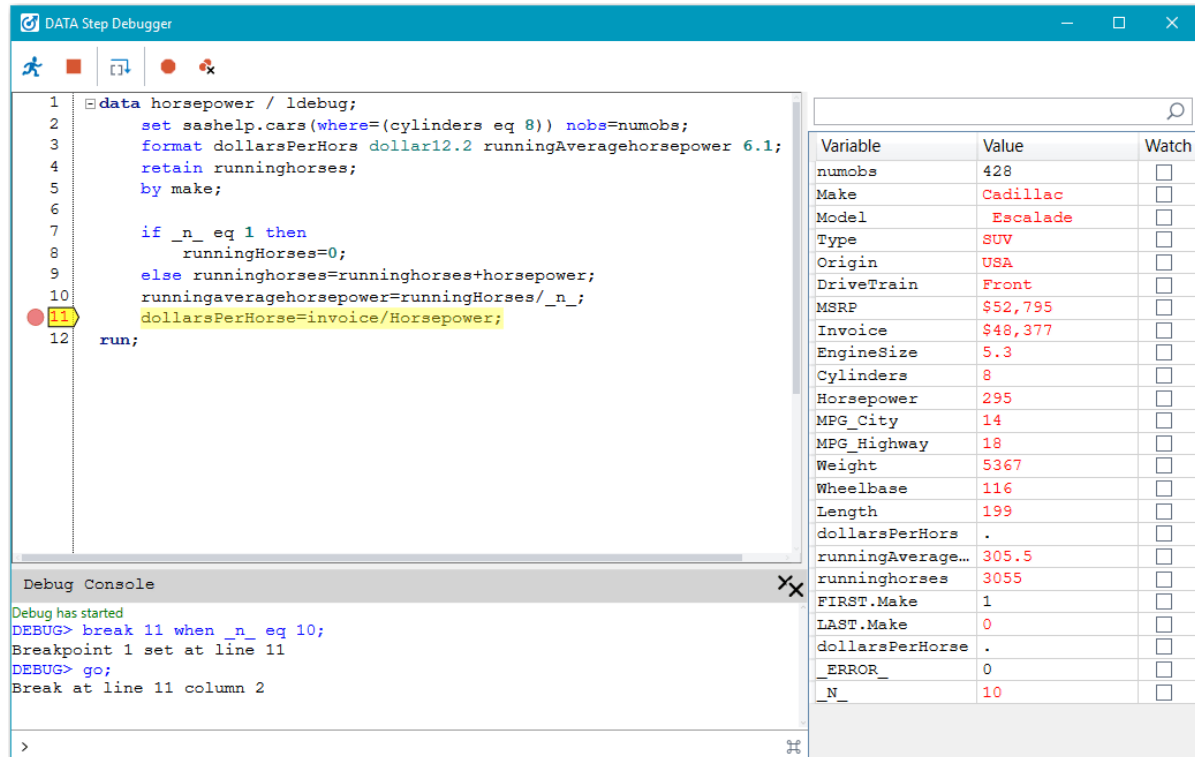 DATA Step Debugger
1 data horsepower / ldebug;
2 set sashelp.cars(where=(cylinders eq 8)) nobs=numobs;
3 format dollarsPerHors dollar12.2 runningAveragehorsepower 6.1;
4 retain runninghorses;
5 by make;
6
7 if _n_ eq 1 then
8 runningHorses=0;
9 else runninghorses=runninghorses+horsepower;
10 runningaveragehorsepower=runningHorses/_n_;
11 dollarsPerHorse=invoice/Horsepower;
12 run;
Debug Console
Debug has started
DEBUG> break 11 when _n_ eq 10;
Breakpoint 1 set at line 11
DEBUG> go;
Break at line 11 column 2
>
Variable Value Watch
numobs 428
Make Cadillac
Model Escalade
Type SUV
Origin USA
DriveTrain Front
MSRP $52,795
Invoice $48,377
EngineSize 5.3
Cylinders 8
Horsepower 295
MPG_City 14
MPG_Highway 18
Weight 5367
Wheelbase 116
Length 199
dollarsPerHors .
runningAverage... 305.5
runninghorses 3055
FIRST.Make 1
LAST.Make 0
dollarsPerHorse .
_ERROR_ 0
_N_ 10